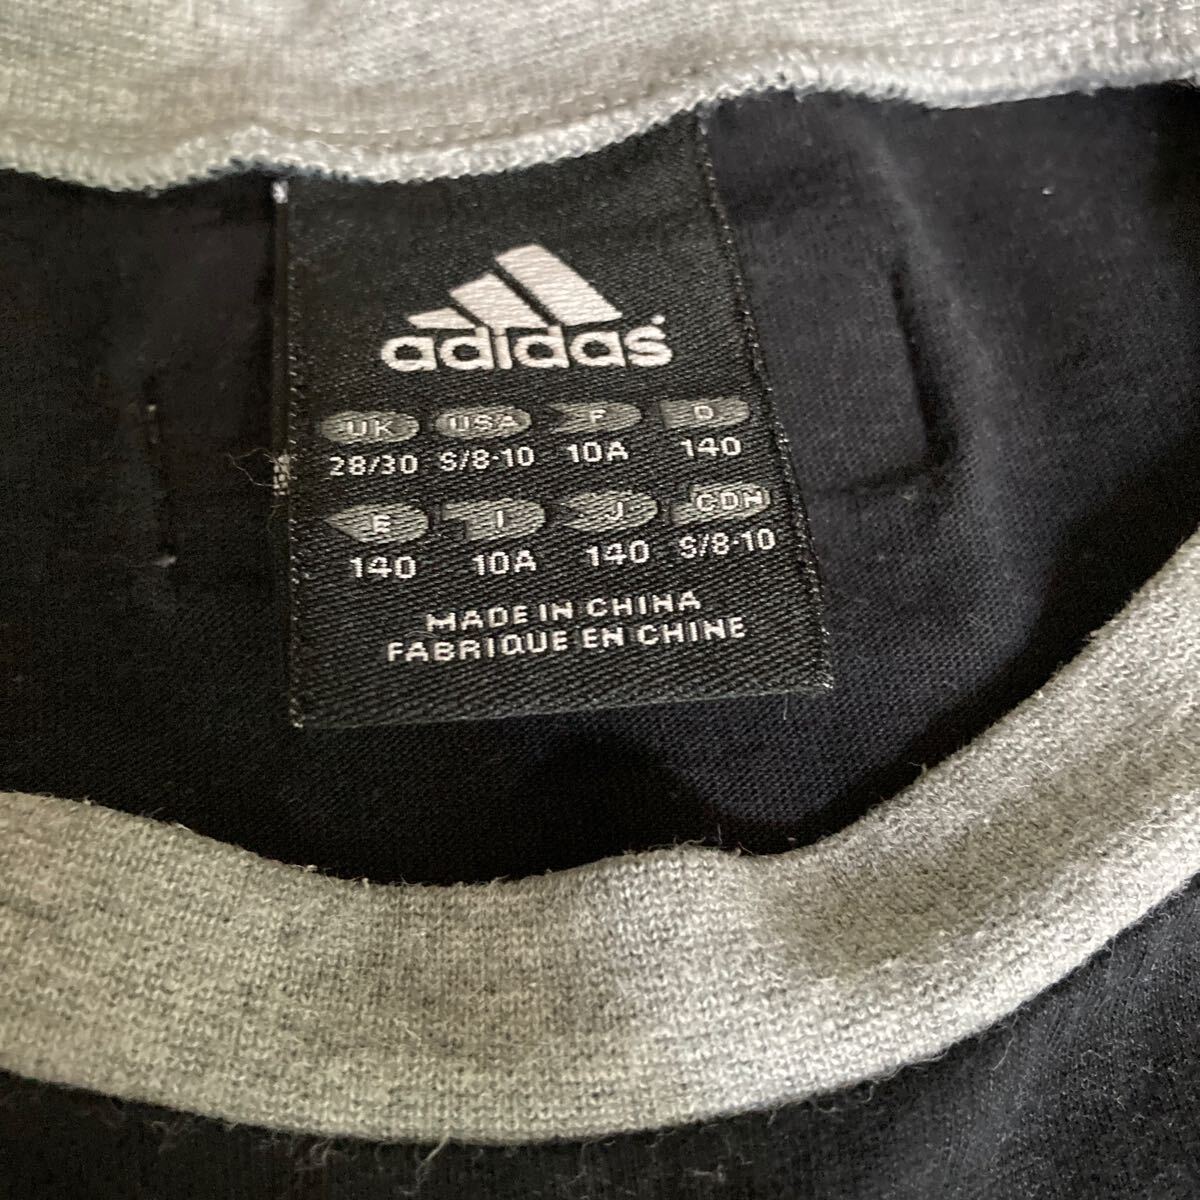 adidas
UK USA F D
28/30 S/8-10 10A 140
E I J CDN
140 10A 140 S/8-10
MADE IN CHINA
FABRIQUE EN CHINE